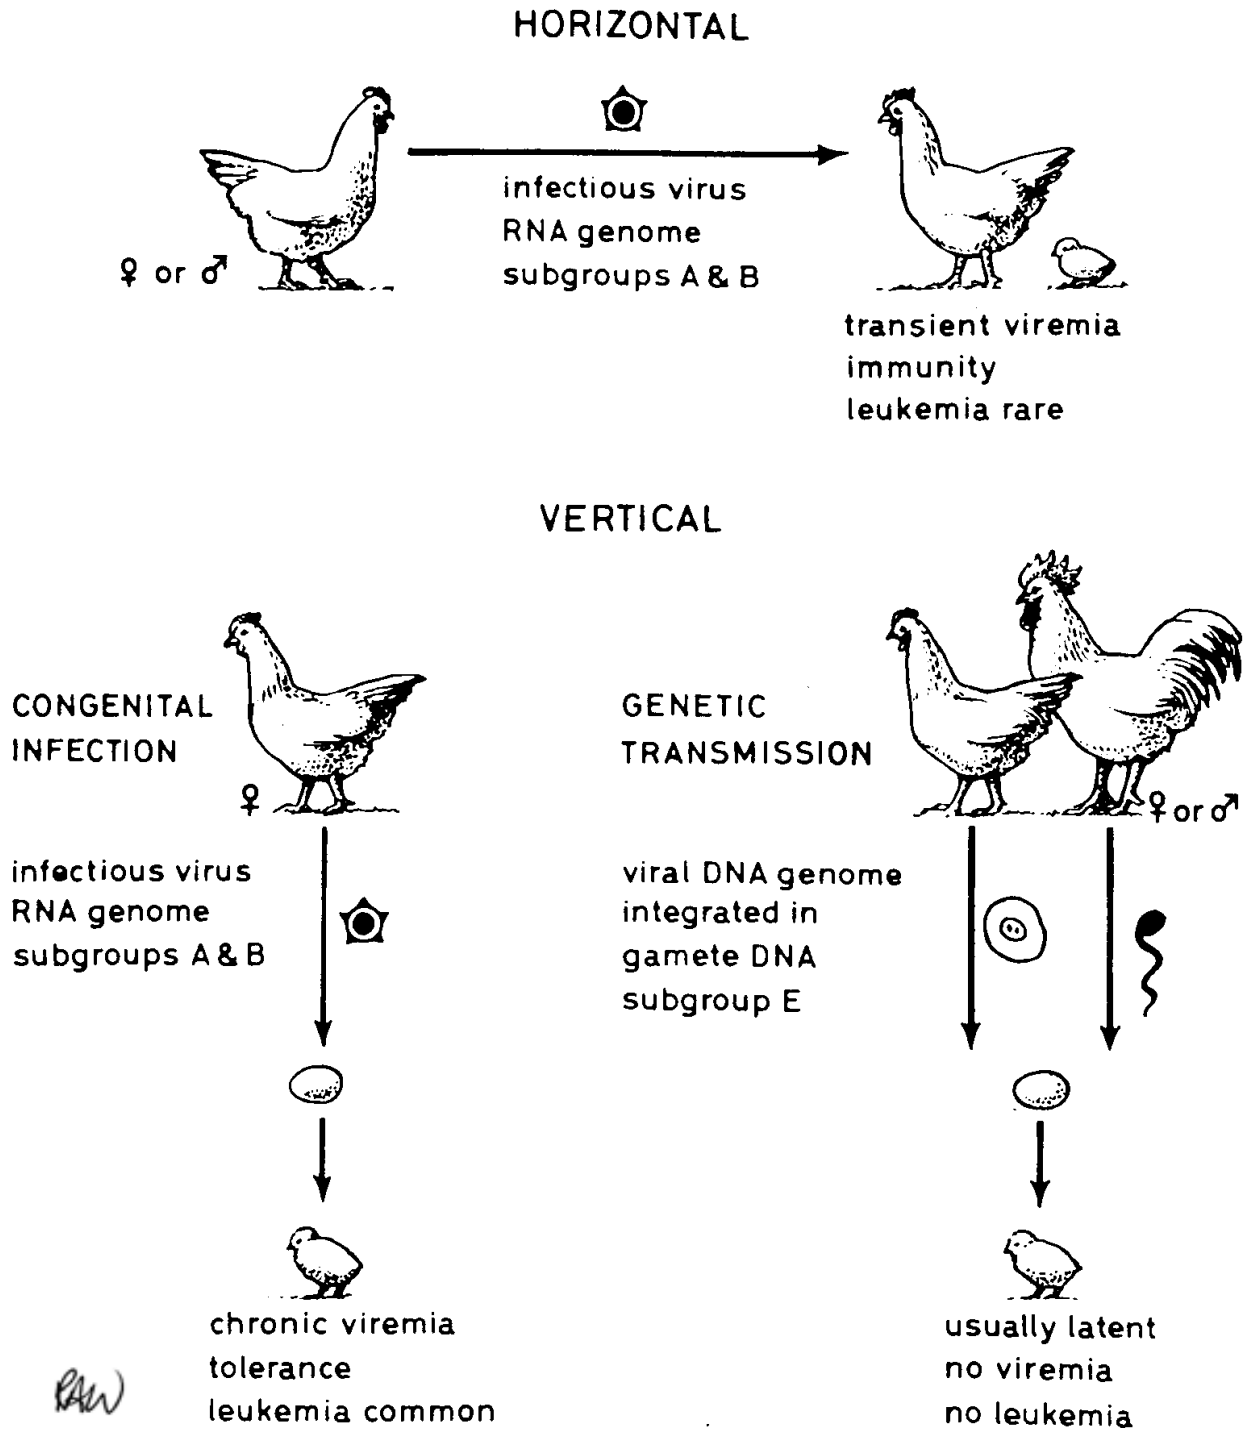 HORIZONTAL
♀ or ♂
infectious virus
RNA genome
subgroups A & B
transient viremia
immunity
leukemia rare
VERTICAL
CONGENITAL
INFECTION
♀
infectious virus
RNA genome
subgroups A & B
chronic viremia
tolerance
leukemia common
GENETIC
TRANSMISSION
♀ or ♂
viral DNA genome
integrated in
gamete DNA
subgroup E
usually latent
no viremia
no leukemia
RAW